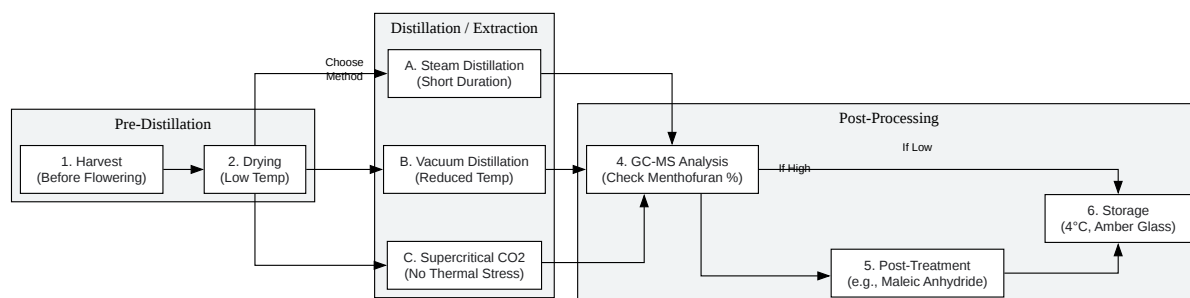 Distillation / Extraction
Choose
Method
A. Steam Distillation
(Short Duration)
Pre-Distillation
1. Harvest
(Before Flowering)
2. Drying
(Low Temp)
B. Vacuum Distillation
(Reduced Temp)
C. Supercritical CO2
(No Thermal Stress)
Post-Processing
4. GC-MS Analysis
(Check Menthofuran %)
If High
If Low
5. Post-Treatment
(e.g., Maleic Anhydride)
6. Storage
(4°C, Amber Glass)